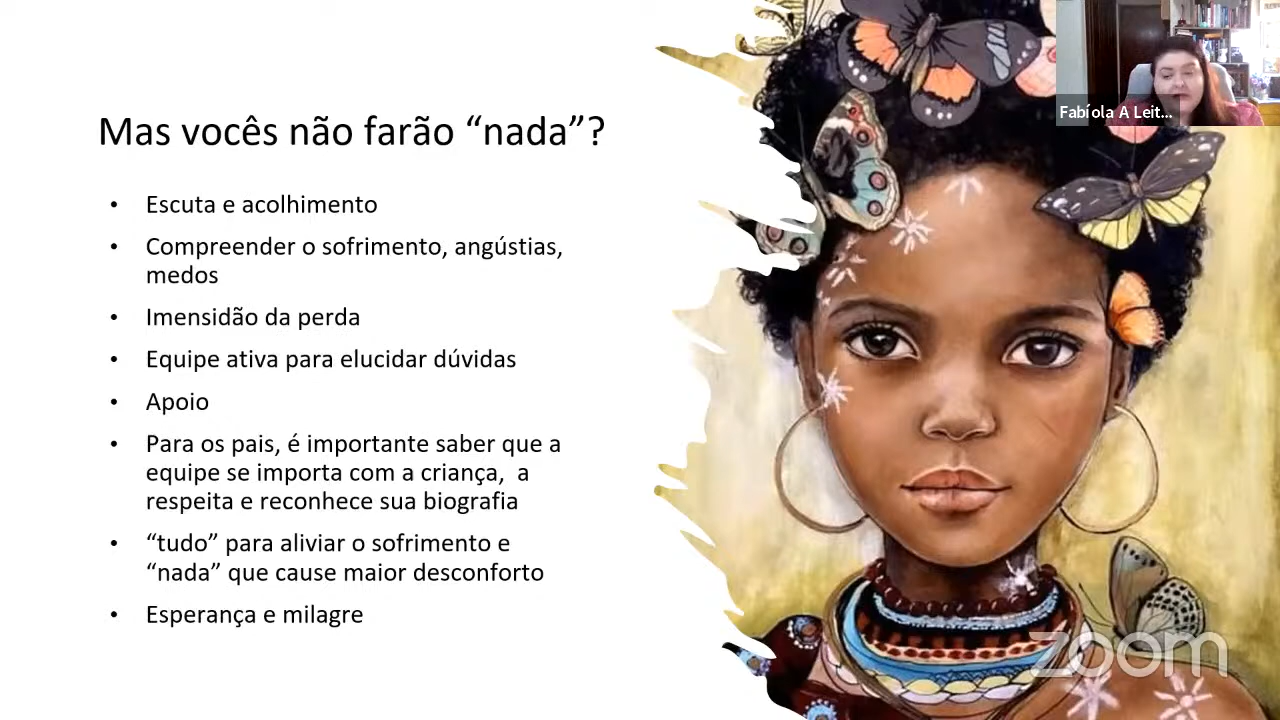 Mas vocês não farão “nada”?
• Escuta e acolhimento
• Compreender o sofrimento, angústias,
medos
• Imensidão da perda
• Equipe ativa para elucidar dúvidas
• Apoio
• Para os pais, é importante saber que a
equipe se importa com a criança, a
respeita e reconhece sua biografia
• “tudo” para aliviar o sofrimento e
“nada” que cause maior desconforto
• Esperança e milagre
Fabíola A Leit...
zoom